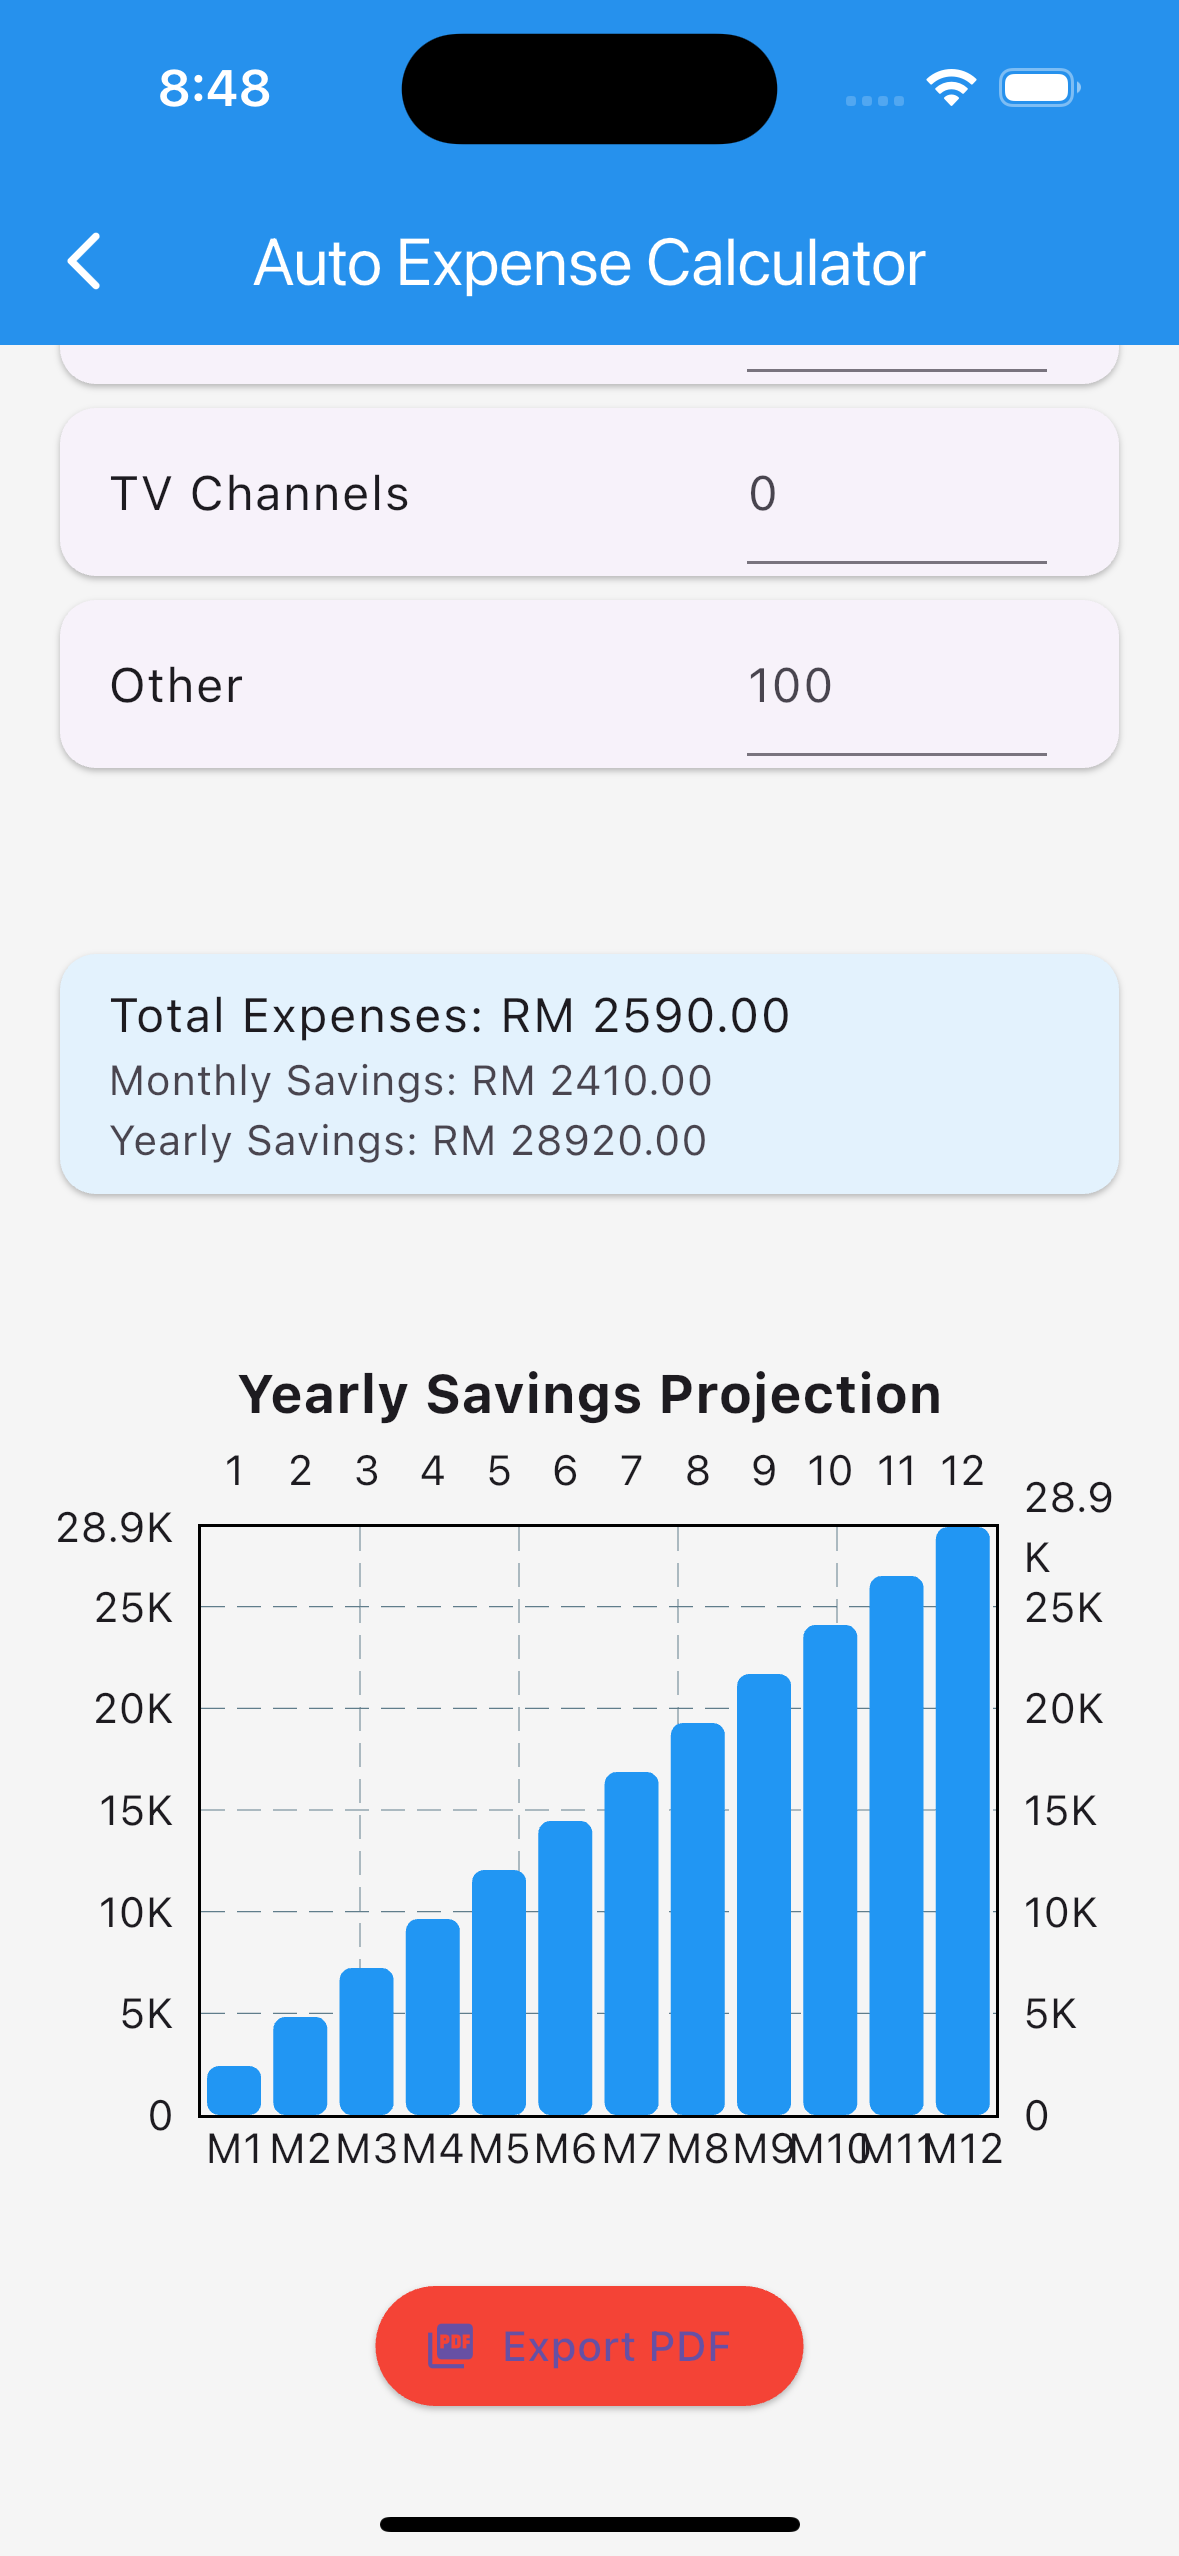 8:48
Auto Expense Calculator
TV Channels 0
Other 100
Total Expenses: RM 2590.00
Monthly Savings: RM 2410.00
Yearly Savings: RM 28920.00
Yearly Savings Projection
1 2 3 4 5 6 7 8 9 10 11 12
28.9K 28.9
K
25K 25K
20K 20K
15K 15K
10K 10K
5K 5K
0 0
M1 M2 M3 M4 M5 M6 M7 M8 M9 M10 M11 M12
PDF Export PDF